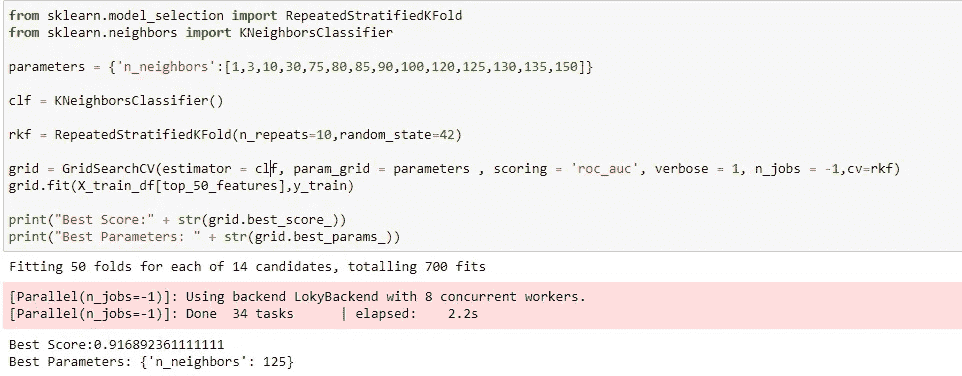 from sklearn.model_selection import RepeatedStratifiedKFold
from sklearn.neighbors import KNeighborsClassifier
parameters = {'n_neighbors':[1,3,10,30,75,80,85,90,100,120,125,130,135,150]}
clf = KNeighborsClassifier()
rkf = RepeatedStratifiedKFold(n_repeats=10,random_state=42)
grid = GridSearchCV(estimator = clf, param_grid = parameters , scoring = 'roc_auc', verbose = 1, n_jobs = -1,cv=rkf)
grid.fit(X_train_df[top_50_features],y_train)
print("Best Score:" + str(grid.best_score_))
print("Best Parameters: " + str(grid.best_params_))
Fitting 50 folds for each of 14 candidates, totalling 700 fits
[Parallel(n_jobs=-1)]: Using backend LokyBackend with 8 concurrent workers.
[Parallel(n_jobs=-1)]: Done  34 tasks      | elapsed:    2.2s
Best Score:0.916892361111111
Best Parameters: {'n_neighbors': 125}